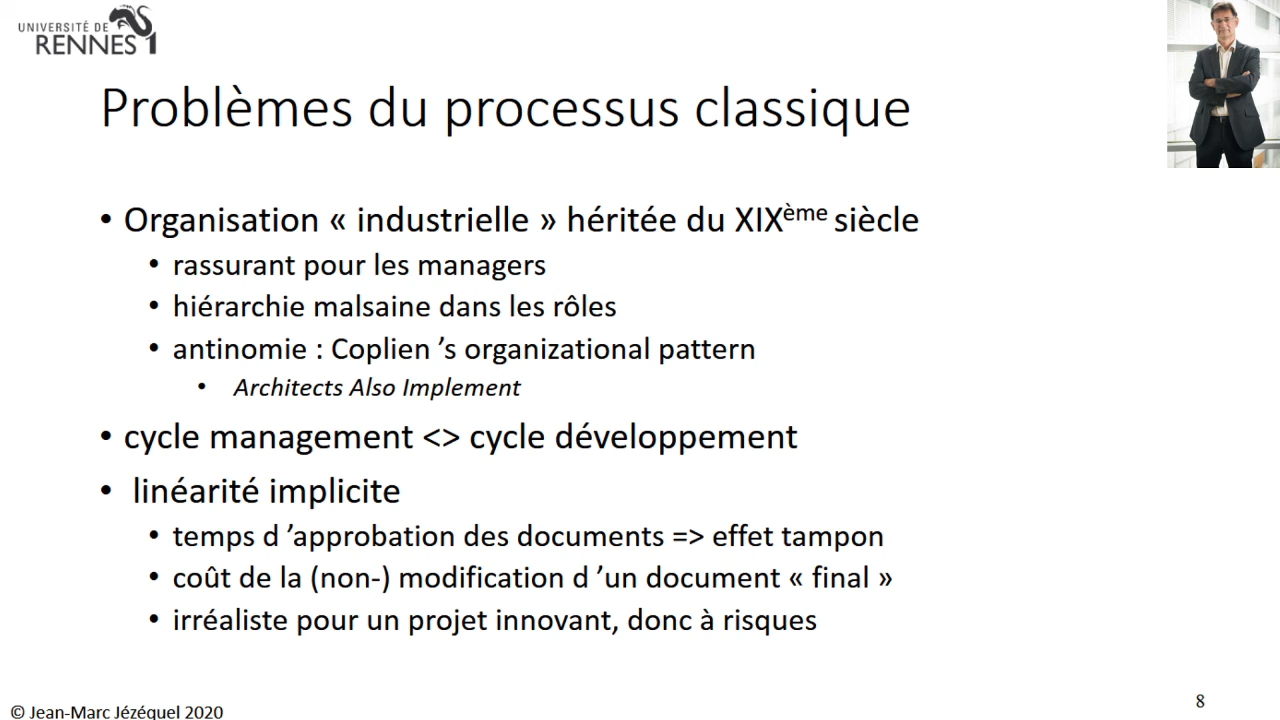 UNIVERSITÉ DE
RENNES 1
Problèmes du processus classique
• Organisation « industrielle » héritée du XIXème siècle
• rassurant pour les managers
• hiérarchie malsaine dans les rôles
• antinomie : Coplien ’s organizational pattern
• Architects Also Implement
• cycle management <> cycle développement
• linéarité implicite
• temps d ’approbation des documents => effet tampon
• coût de la (non-) modification d ’un document « final »
• irréaliste pour un projet innovant, donc à risques
© Jean-Marc Jézéquel 2020
8